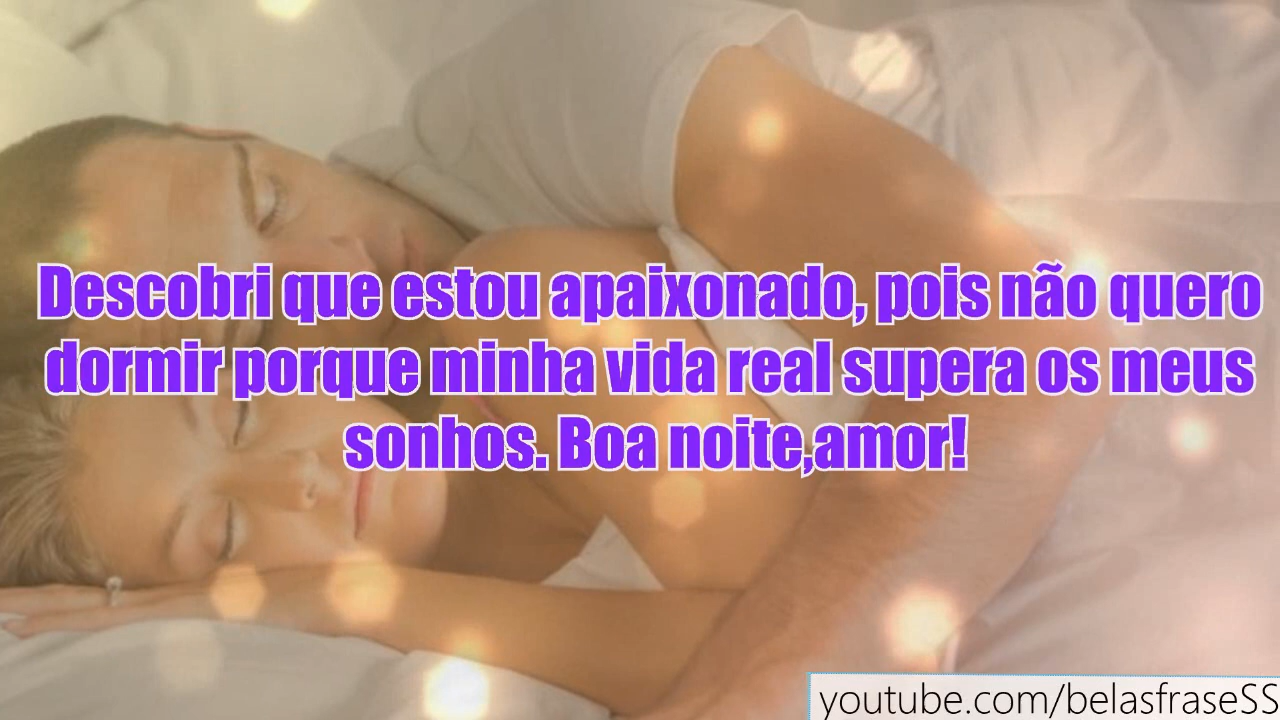 Descobri que estou apaixonado, pois não quero
dormir porque minha vida real supera os meus
sonhos. Boa noite,amor!
youtube.com/belasfraseSS